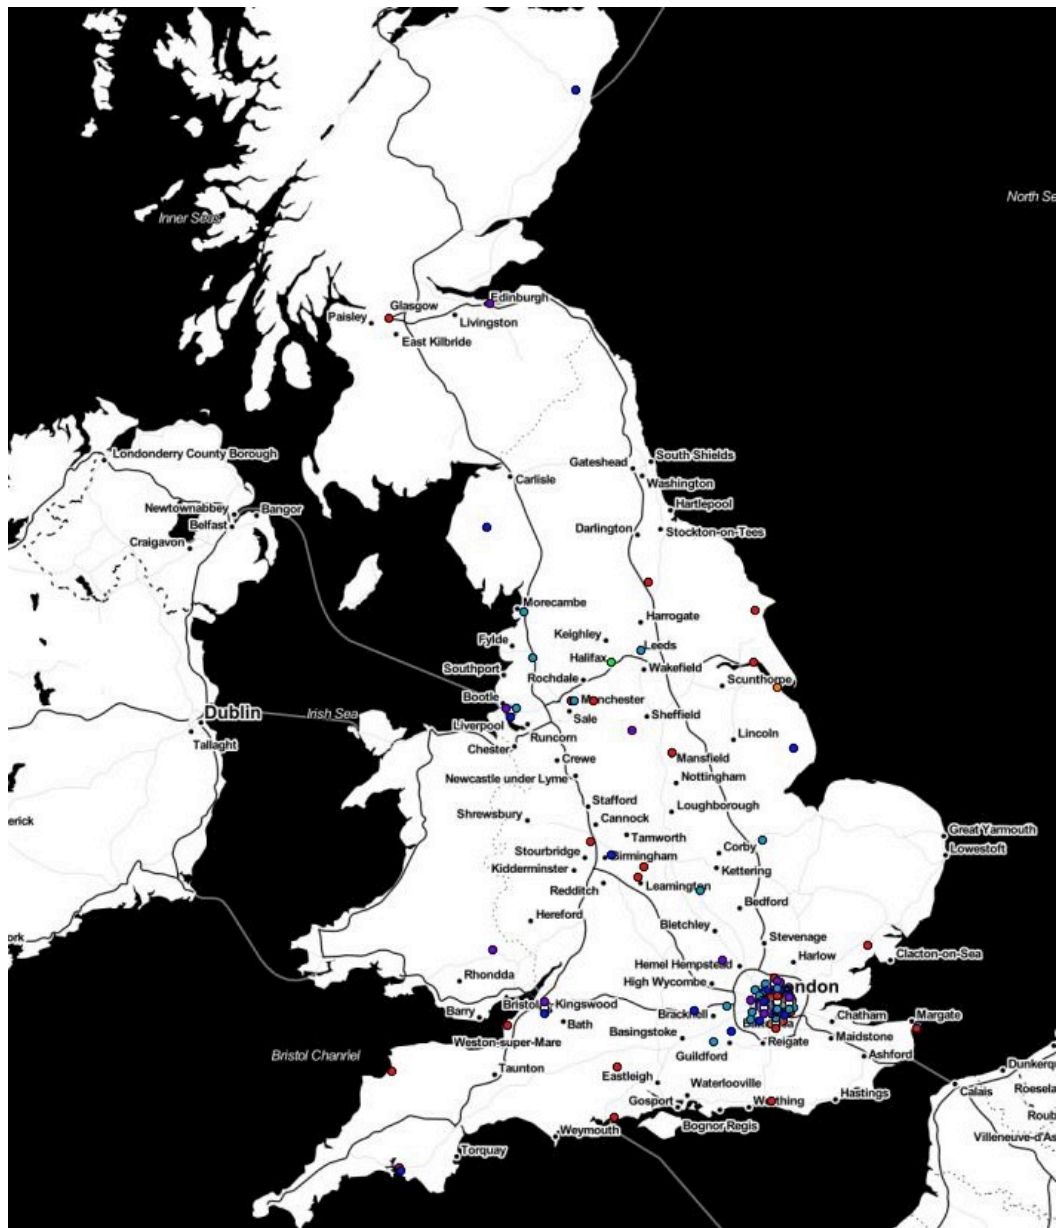 North Se
Inner Seas
Edinburgh
Glasgow
Paisley
Livingston
East Kilbride
Londonderry County Borough
South Shields
Gateshead
Carlisle
Washington
Newtownabbey
Bangor
Hartlepool
Belfast
Darlington
Stockton-on-Tees
Craigavon
Morecambe
Harrogate
Keighley
Fylde
Leeds
Halifax
Southport
Wakefield
Rochdale
Scunthorpe
Bootle
Manchester
Dublin
Irish Sea
Sale
Sheffield
Liverpool
Runcorn
Lincoln
Tallaght
Chester
Crewe
Mansfield
Newcastle under Lyme
Nottingham
Stafford
Loughborough
Shrewsbury
Cannock
erick
Tamworth
Great Yarmouth
Corby
Stourbridge
Birmingham
Lowestoft
Kidderminster
Kettering
Redditch
Leamington
Bedford
Hereford
Bletchley
ork
Stevenage
Clacton-on-Sea
Harlow
Hemel Hempstead
Rhondda
High Wycombe
London
Bristol
Kingswood
Barry
Bracknell
Chatham
Margate
Bath
Basingstoke
Weston-super-Mare
Maidstone
Guildford
Reigate
Bristol Channel
Ashford
Dunkerqu
Taunton
Eastleigh
Waterlooville
Roesela
Hastings
Calais
Gosport
Worthing
Roub
Bognor Regis
Weymouth
Villeneuve-d'As
Torquay